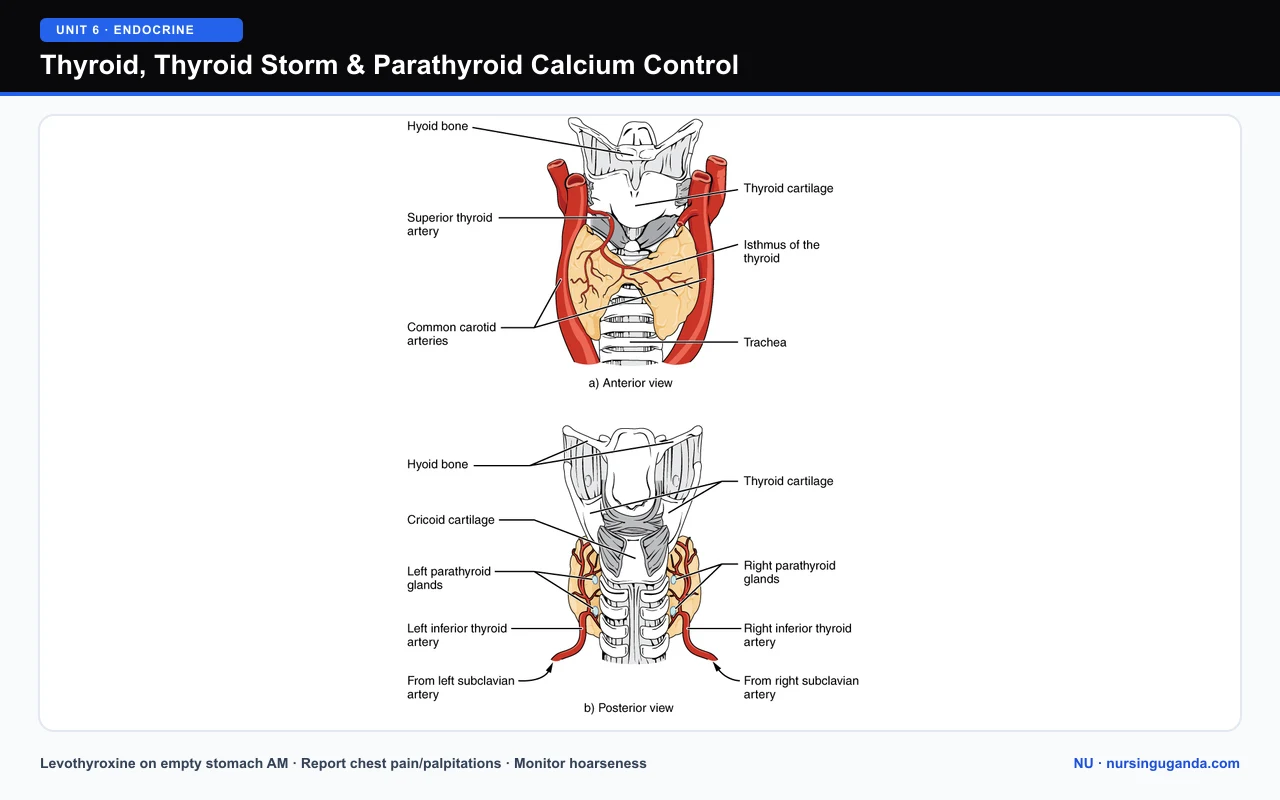 UNIT 6 · ENDOCRINE
Thyroid, Thyroid Storm & Parathyroid Calcium Control
Hyoid bone
Thyroid cartilage
Superior thyroid
artery
Isthmus of the
thyroid
Common carotid
arteries
Trachea
a) Anterior view
Hyoid bone
Thyroid cartilage
Cricoid cartilage
Left parathyroid
glands
Right parathyroid
glands
Left inferior thyroid
artery
Right inferior thyroid
artery
From left subclavian
artery
From right subclavian
artery
b) Posterior view
Levothyroxine on empty stomach AM · Report chest pain/palpitations · Monitor hoarseness
NU · nursinguganda.com